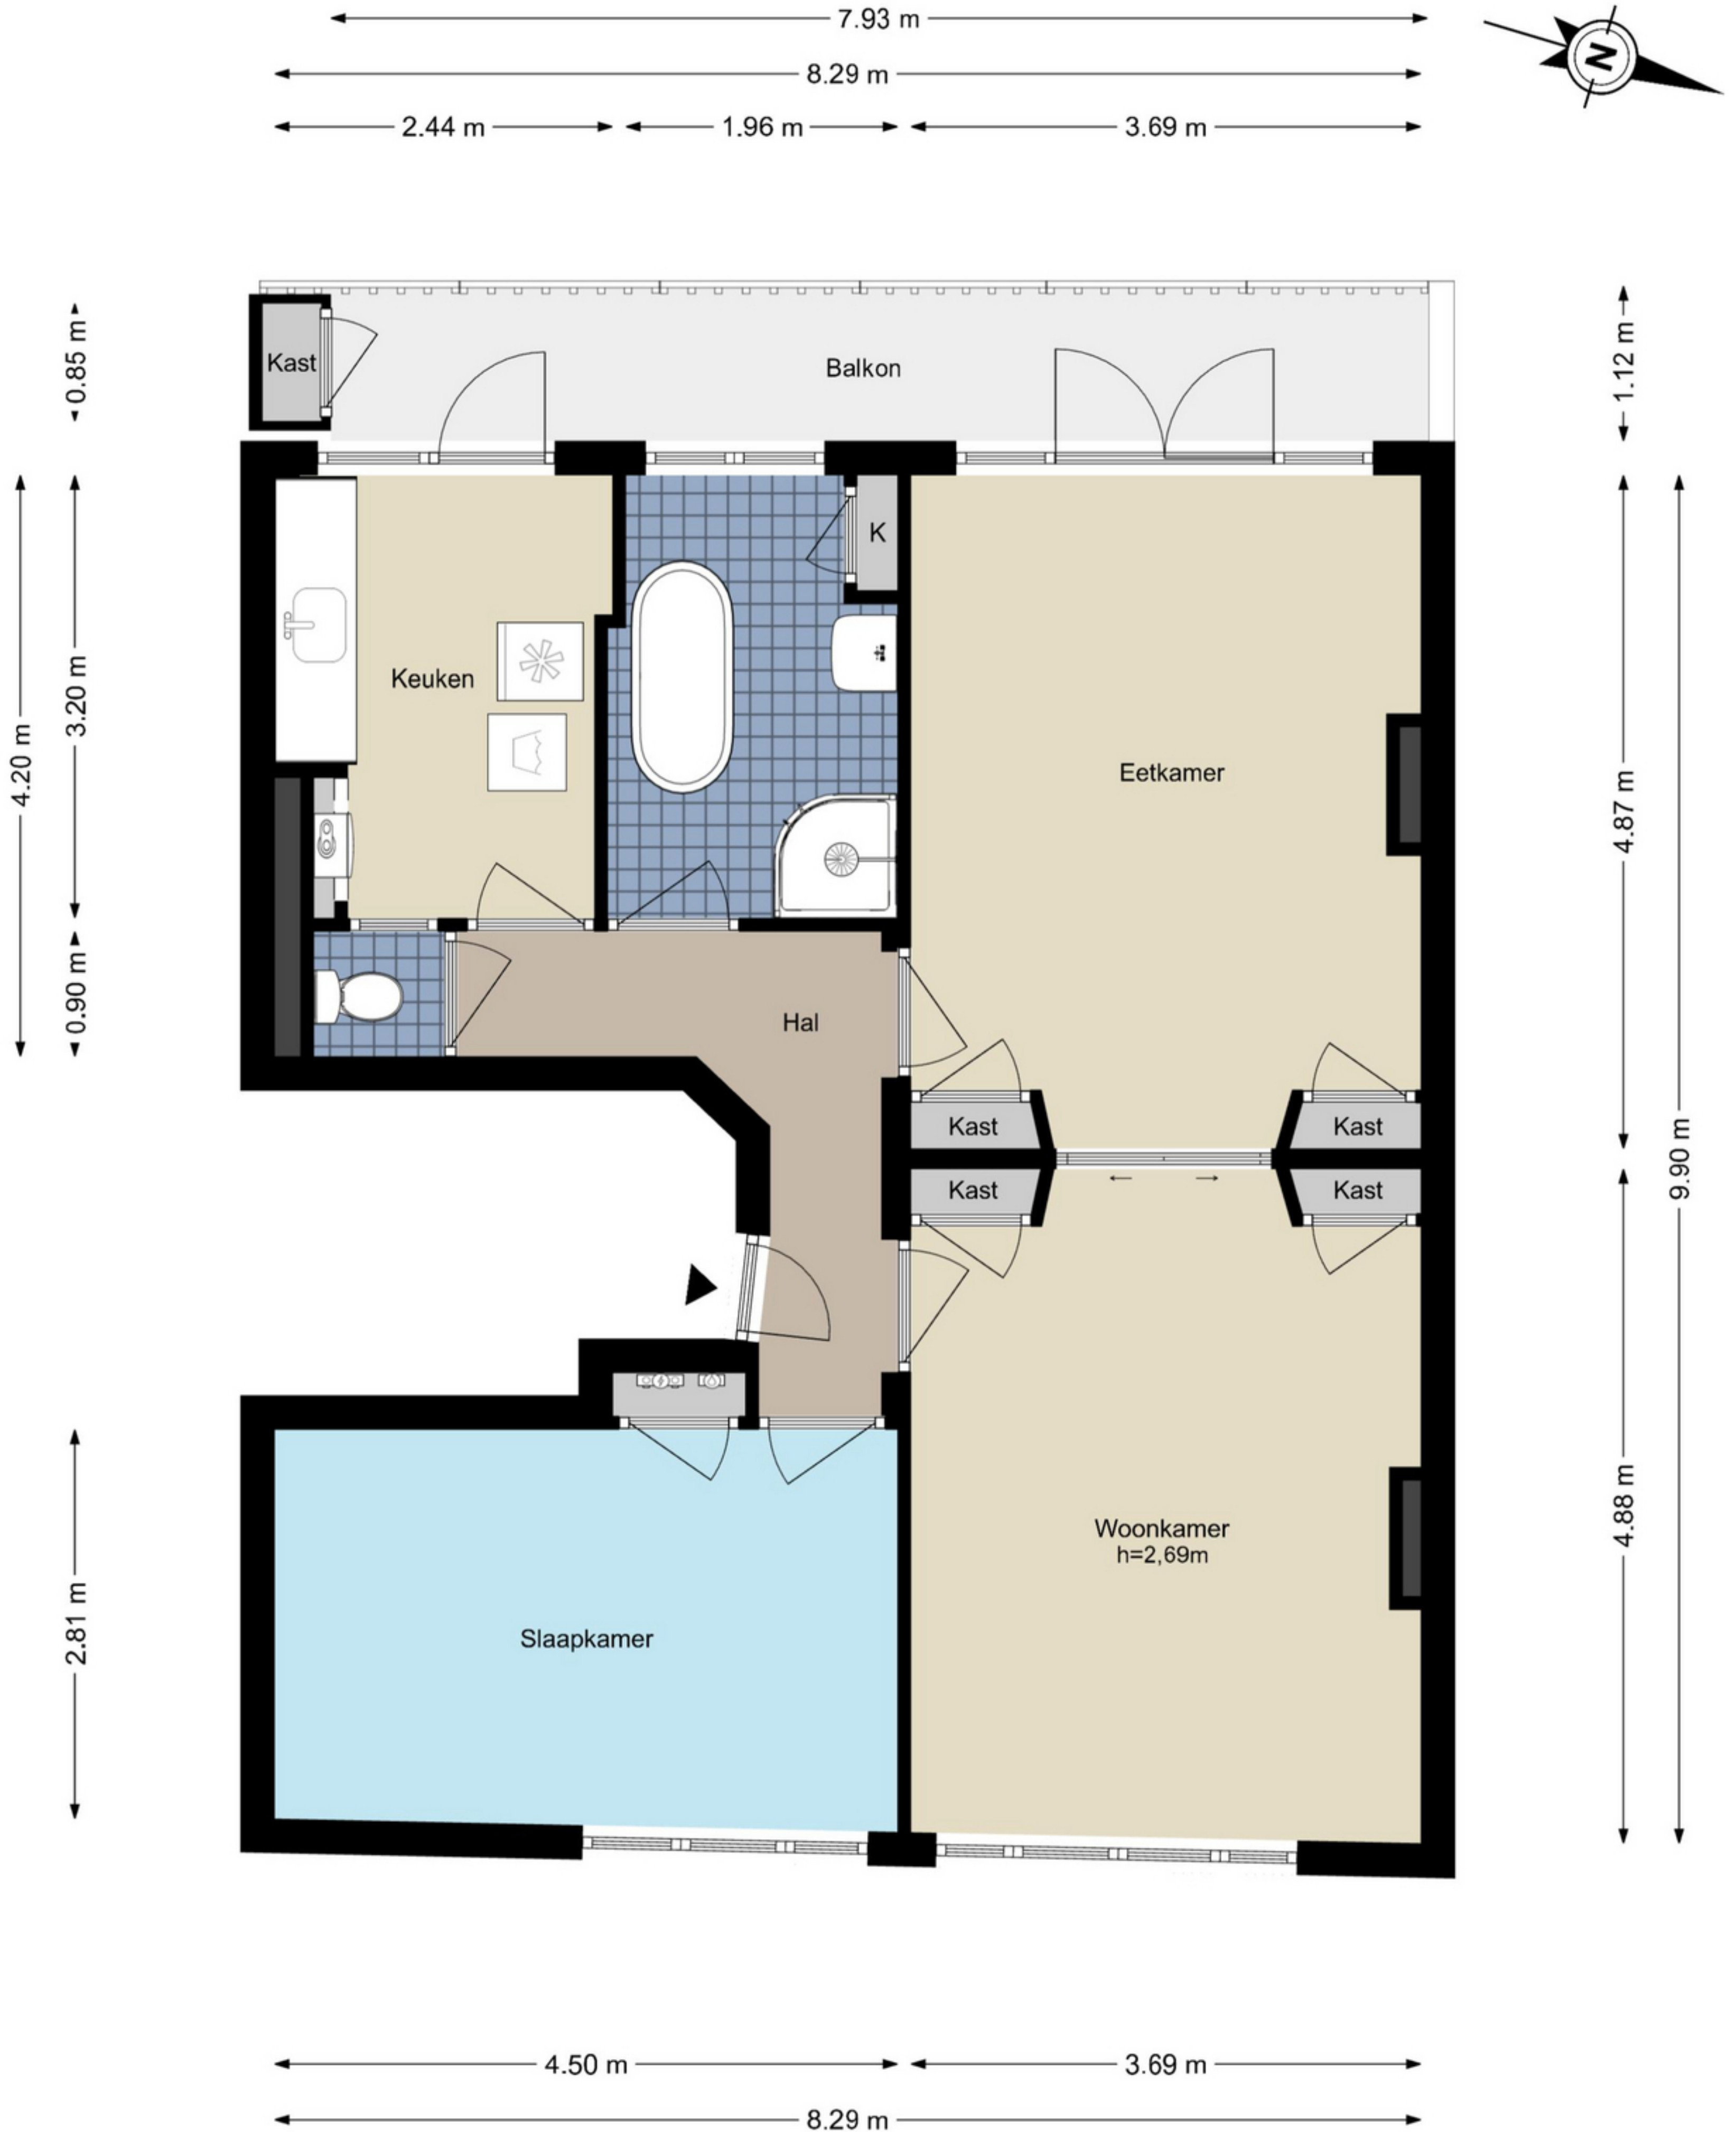 7.93 m
8.29 m
2.44 m
1.96 m
3.69 m
N
0.85 m
Kast
Balkon
1.12 m
K
4.20 m
3.20 m
Keuken
Eetkamer
4.87 m
0.90 m
Hal
Kast
Kast
9.90 m
Kast
Kast
Woonkamer
h=2,69m
4.88 m
2.81 m
Slaapkamer
4.50 m
3.69 m
8.29 m